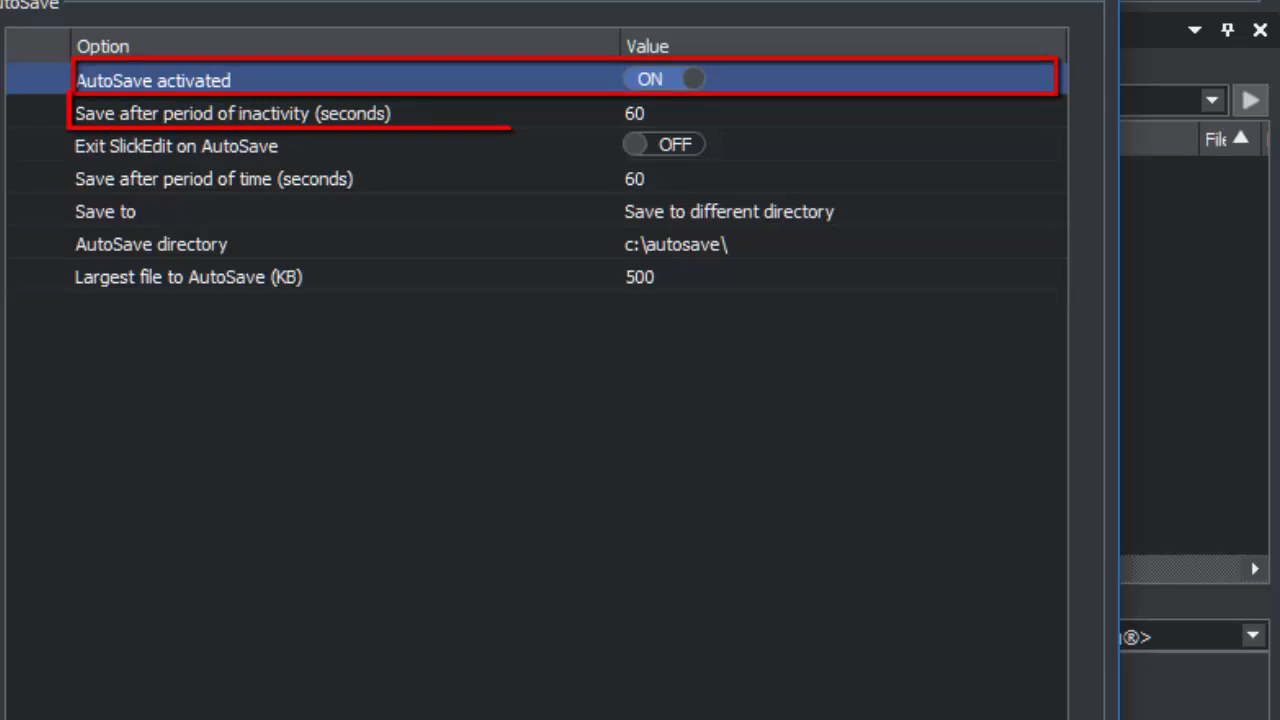 AutoSave
Option Value
AutoSave activated ON
Save after period of inactivity (seconds) 60
Exit SlickEdit on AutoSave OFF
Save after period of time (seconds) 60
Save to Save to different directory
AutoSave directory c:\autosave\
Largest file to AutoSave (KB) 500
File
®>